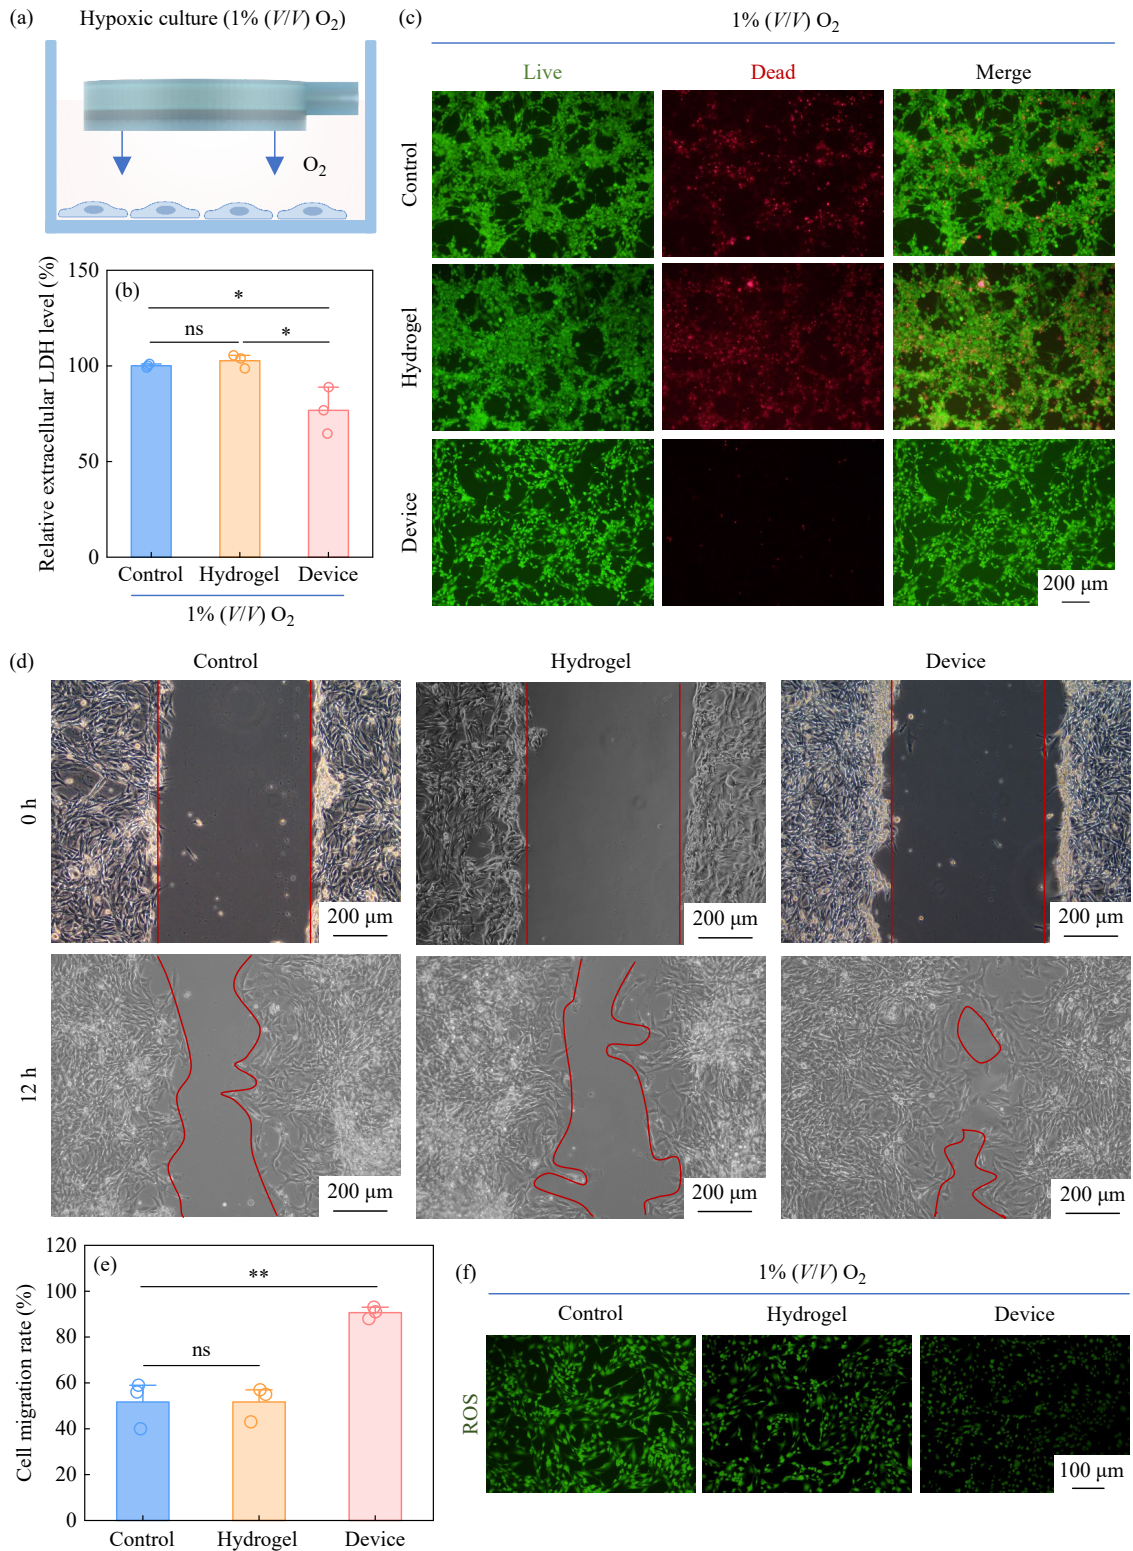 (a)
Hypoxic culture (1% (V/V) O₂)
O₂
(b)
Relative extracellular LDH level (%)
150
100
50
0
*
ns
*
Control
Hydrogel
Device
1% (V/V) O₂
(c)
1% (V/V) O₂
Live
Dead
Merge
Control
Hydrogel
Device
200 μm
(d)
Control
Hydrogel
Device
0 h
200 μm
200 μm
200 μm
12 h
200 μm
200 μm
200 μm
(e)
Cell migration rate (%)
120
100
80
60
40
20
0
**
ns
Control
Hydrogel
Device
(f)
1% (V/V) O₂
Control
Hydrogel
Device
ROS
100 μm